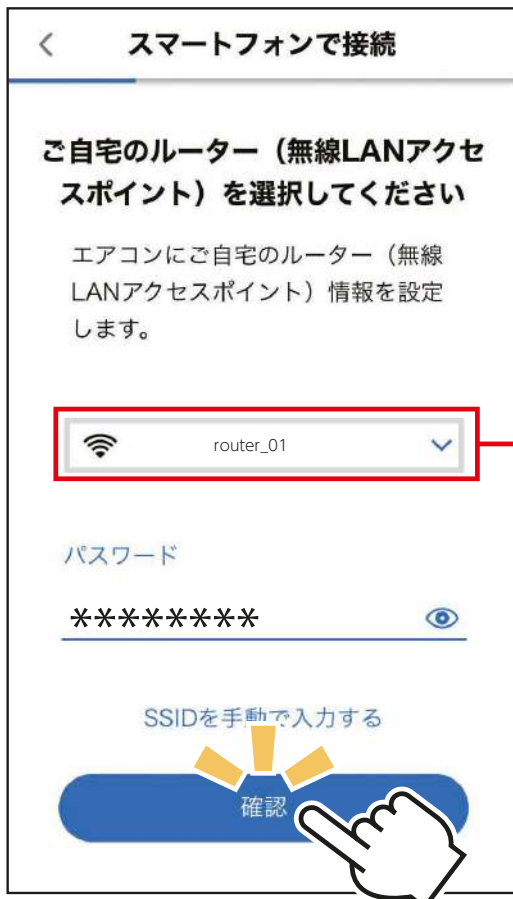 スマートフォンで接続
ご自宅のルーター（無線LANアクセ
スポイント）を選択してください
エアコンにご自宅のルーター（無線
LANアクセスポイント）情報を設定
します。
router_01
パスワード
********
SSIDを手動で入力する
確認